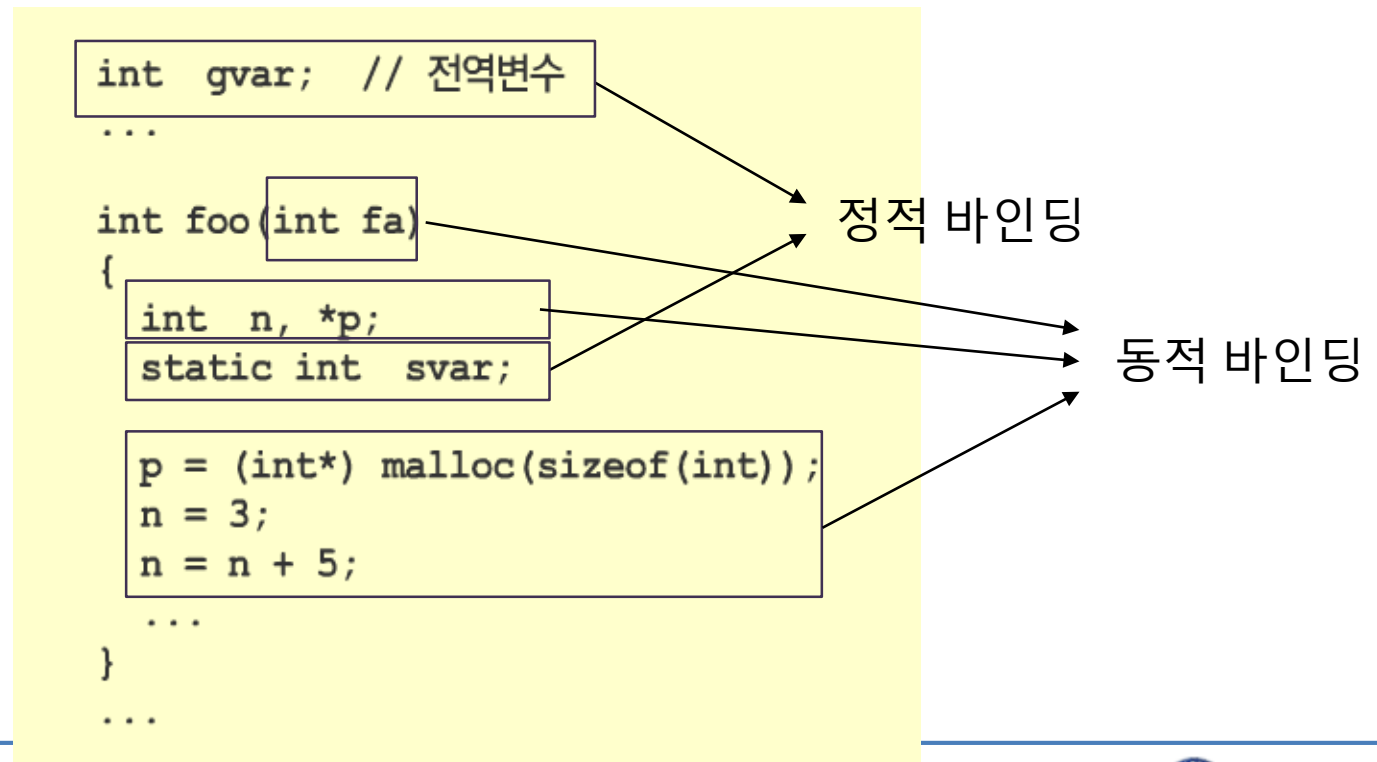 int gvar; // 전역변수
...
int foo(int fa)
정적 바인딩
{
int n, *p;
동적 바인딩
static int svar;
p = (int*) malloc(sizeof(int));
n = 3;
n = n + 5;
...
}
...